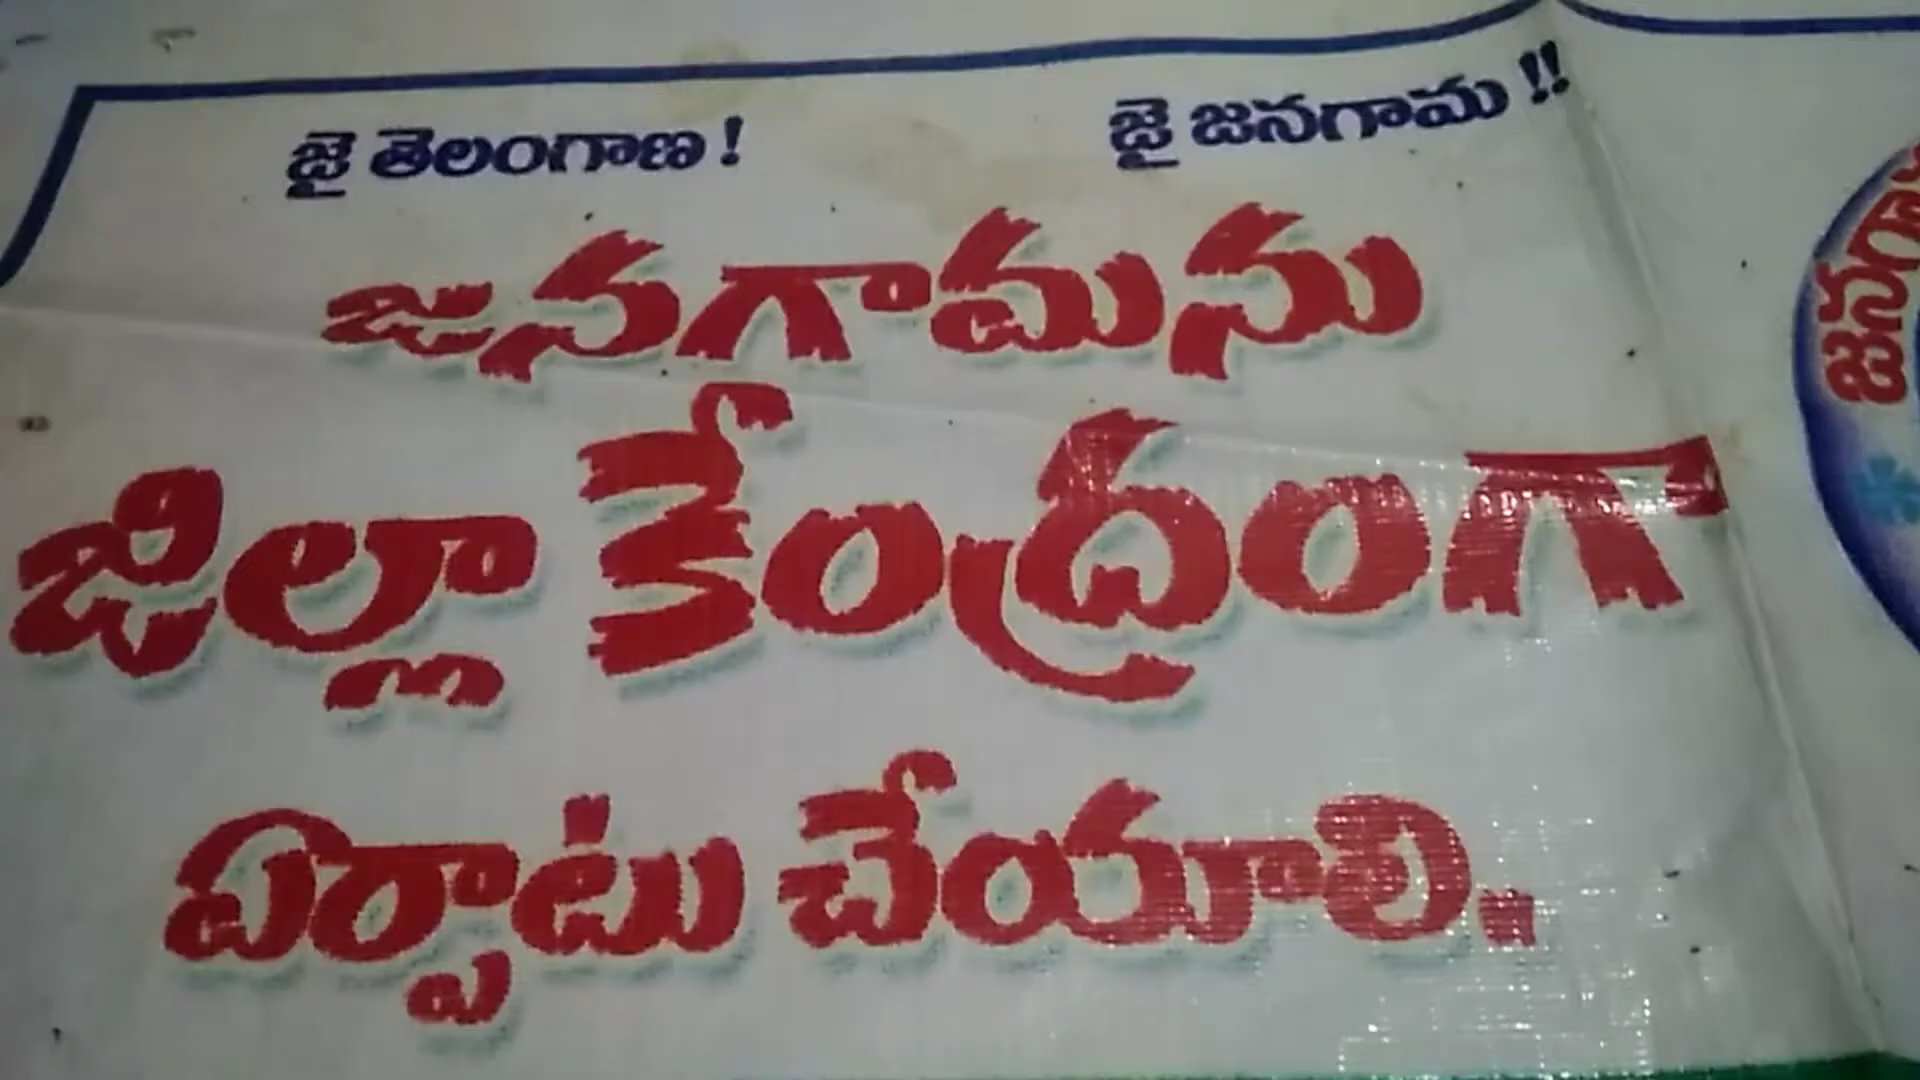 జై తెలంగాణ ! జై జనగామ !!
జనగామను
జిల్లా కేంద్రంగా
ఏర్పాటు చేయాలి.